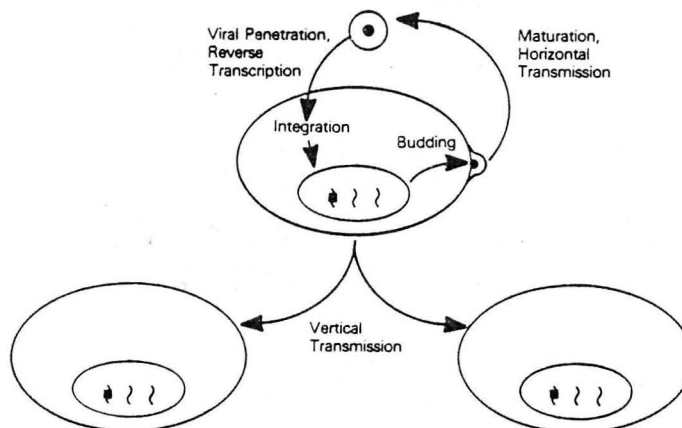 Viral Penetration,
Reverse
Transcription
Maturation,
Horizontal
Transmission
Integration
Budding
Vertical
Transmission